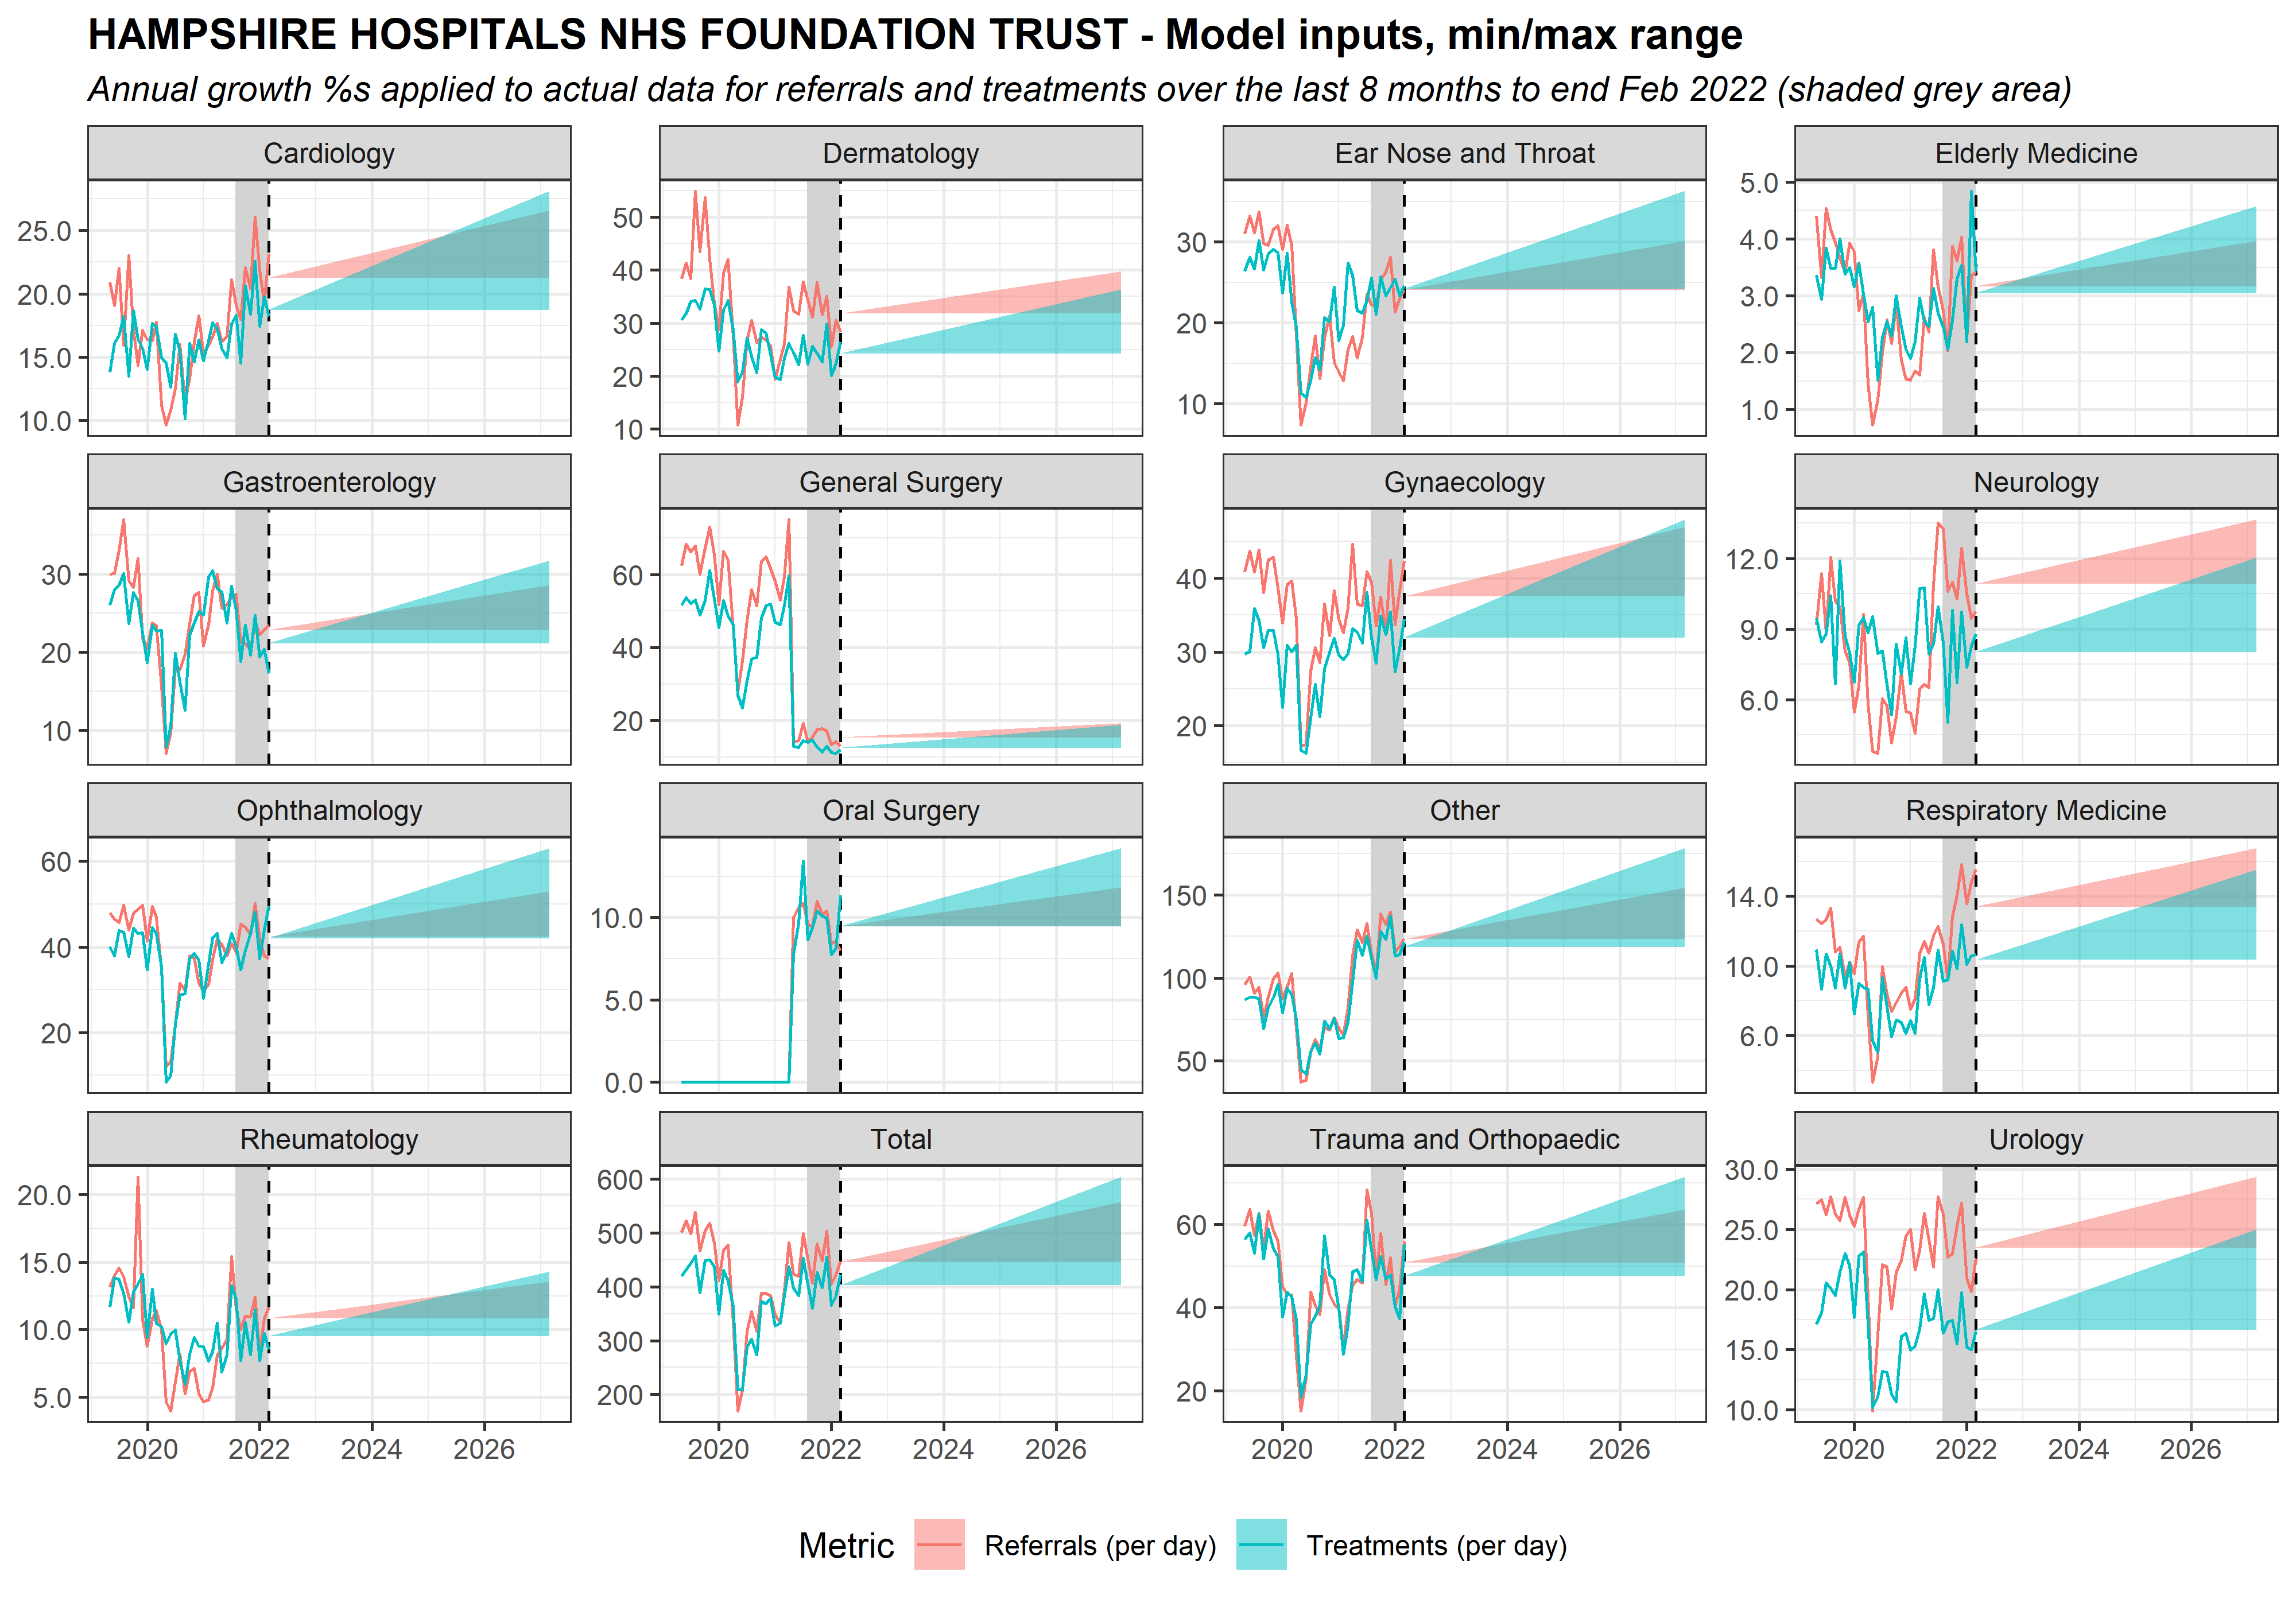 HAMPSHIRE HOSPITALS NHS FOUNDATION TRUST - Model inputs, min/max range
Annual growth %s applied to actual data for referrals and treatments over the last 8 months to end Feb 2022 (shaded grey area)
Cardiology
25.0
20.0
15.0
10.0
Dermatology
50
40
30
20
10
Ear Nose and Throat
30
20
10
Elderly Medicine
5.0
4.0
3.0
2.0
1.0
Gastroenterology
30
20
10
General Surgery
60
40
20
Gynaecology
40
30
20
Neurology
12.0
9.0
6.0
Ophthalmology
60
40
20
Oral Surgery
10.0
5.0
0.0
Other
150
100
50
Respiratory Medicine
14.0
10.0
6.0
Rheumatology
20.0
15.0
10.0
5.0
2020 2022 2024 2026
Total
600
500
400
300
200
2020 2022 2024 2026
Trauma and Orthopaedic
60
40
20
2020 2022 2024 2026
Urology
30.0
25.0
20.0
15.0
10.0
2020 2022 2024 2026
Metric Referrals (per day) Treatments (per day)